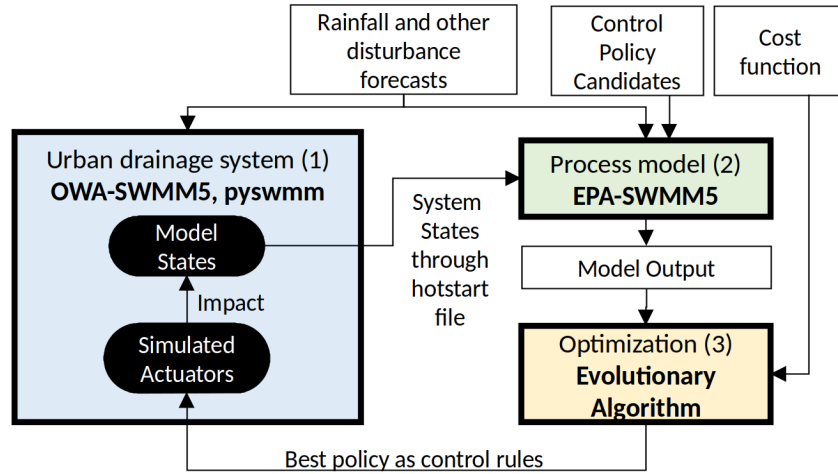 Rainfall and other
disturbance
forecasts
Control
Policy
Candidates
Cost
function
Urban drainage system (1)
OWA-SWMM5, pyswmm
Model
States
Impact
Simulated
Actuators
System
States
through
hotstart
file
Process model (2)
EPA-SWMM5
Model Output
Optimization (3)
Evolutionary
Algorithm
Best policy as control rules